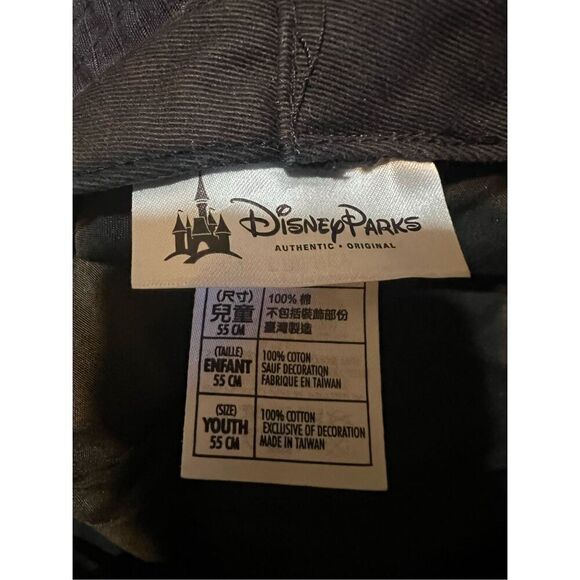 Disney Parks
AUTHENTIC • ORIGINAL
(尺寸)
兒童
55 CM
100% 棉
不包括裝飾部份
臺灣製造
(TAILLE)
ENFANT
55 CM
100% COTON
SAUF DECORATION
FABRIQUE EN TAIWAN
(SIZE)
YOUTH
55 CM
100% COTTON
EXCLUSIVE OF DECORATION
MADE IN TAIWAN